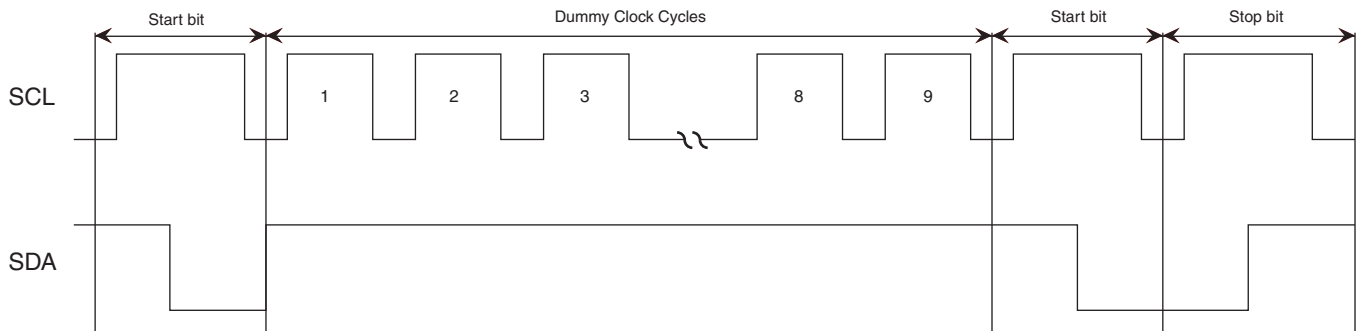 Start bit
Dummy Clock Cycles
Start bit
Stop bit
SCL
1
2
3
8
9
SDA